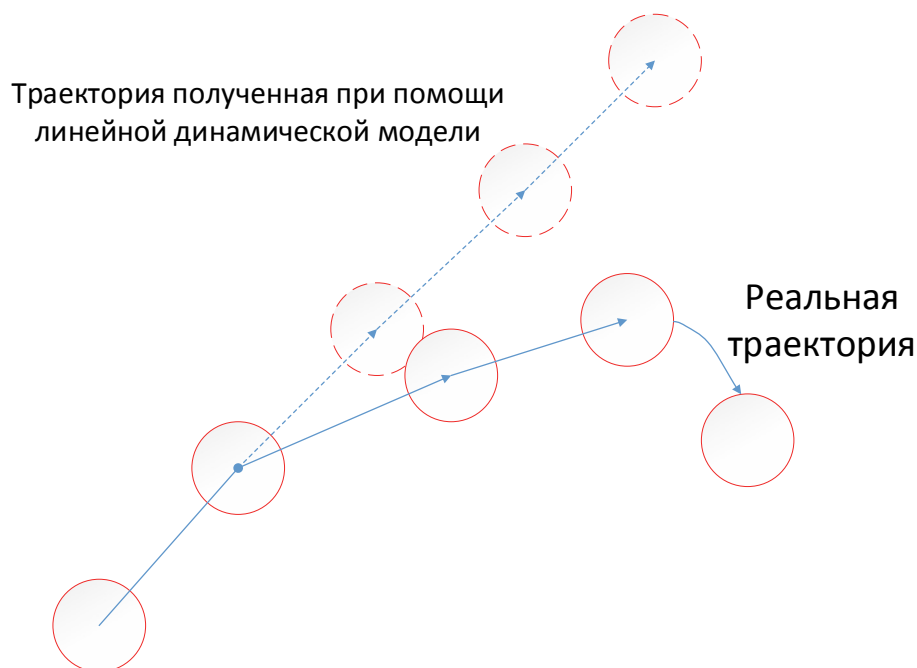 Траектория полученная при помощи
линейной динамической модели
Реальная
траектория